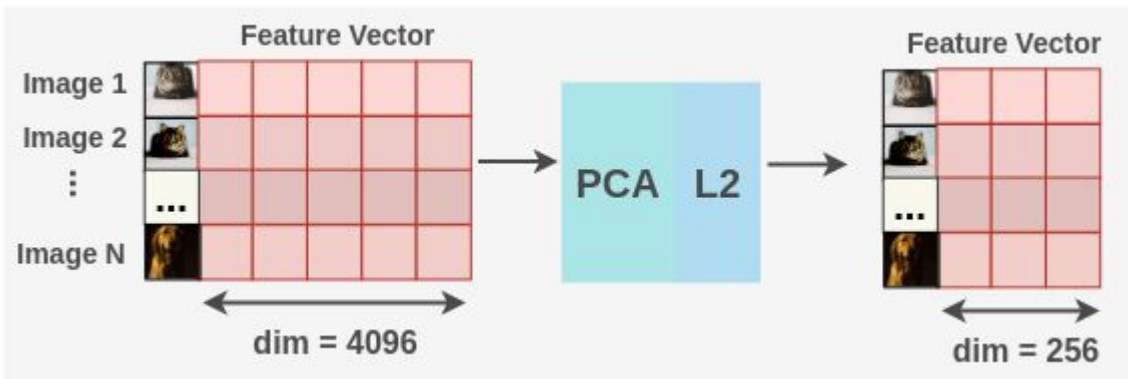 Feature Vector
Image 1
Image 2
...
Image N
dim = 4096
PCA
L2
Feature Vector
...
dim = 256